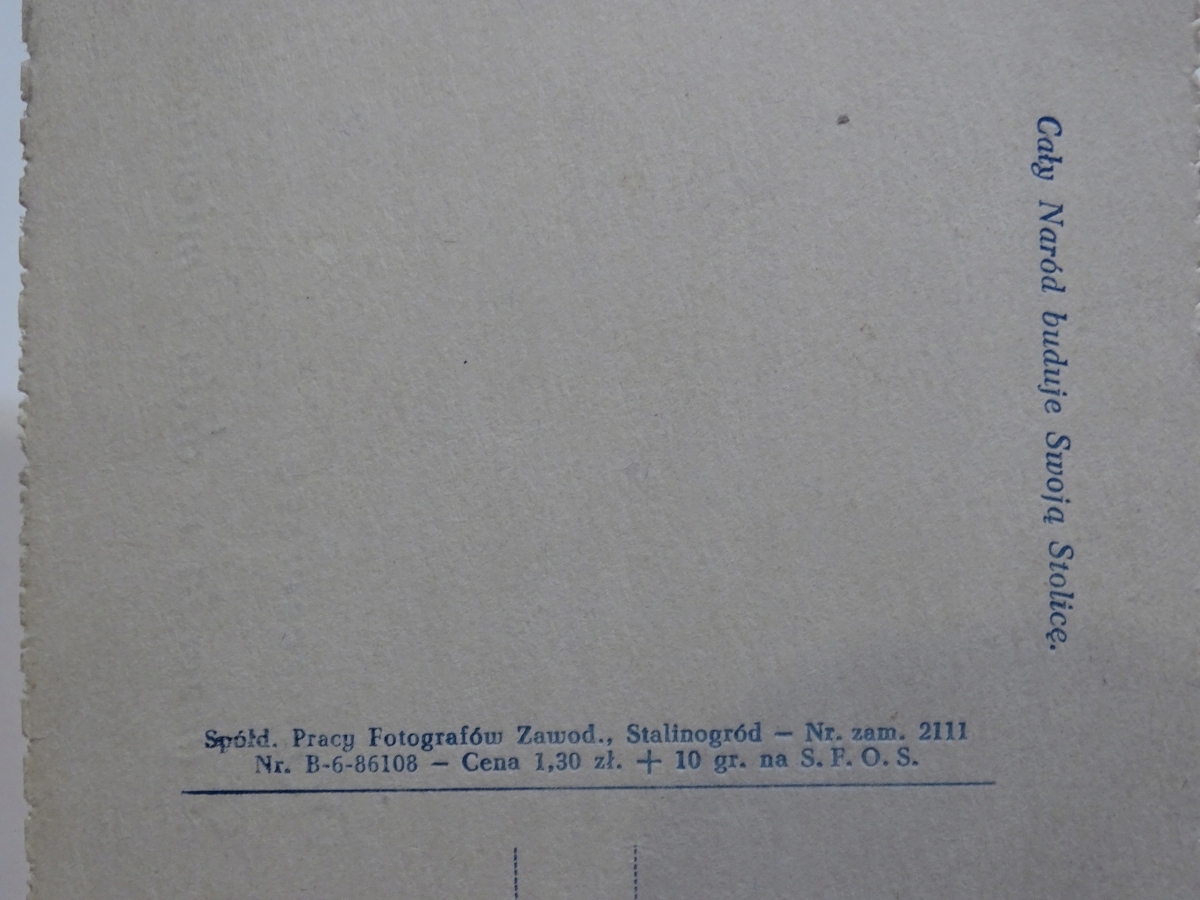 Cały Naród buduje Swoją Stolicę.
Spółd. Pracy Fotografów Zawod., Stalinogród — Nr. zam. 2111
Nr. B-6-86108 — Cena 1,30 zł. + 10 gr. na S. F. O. S.